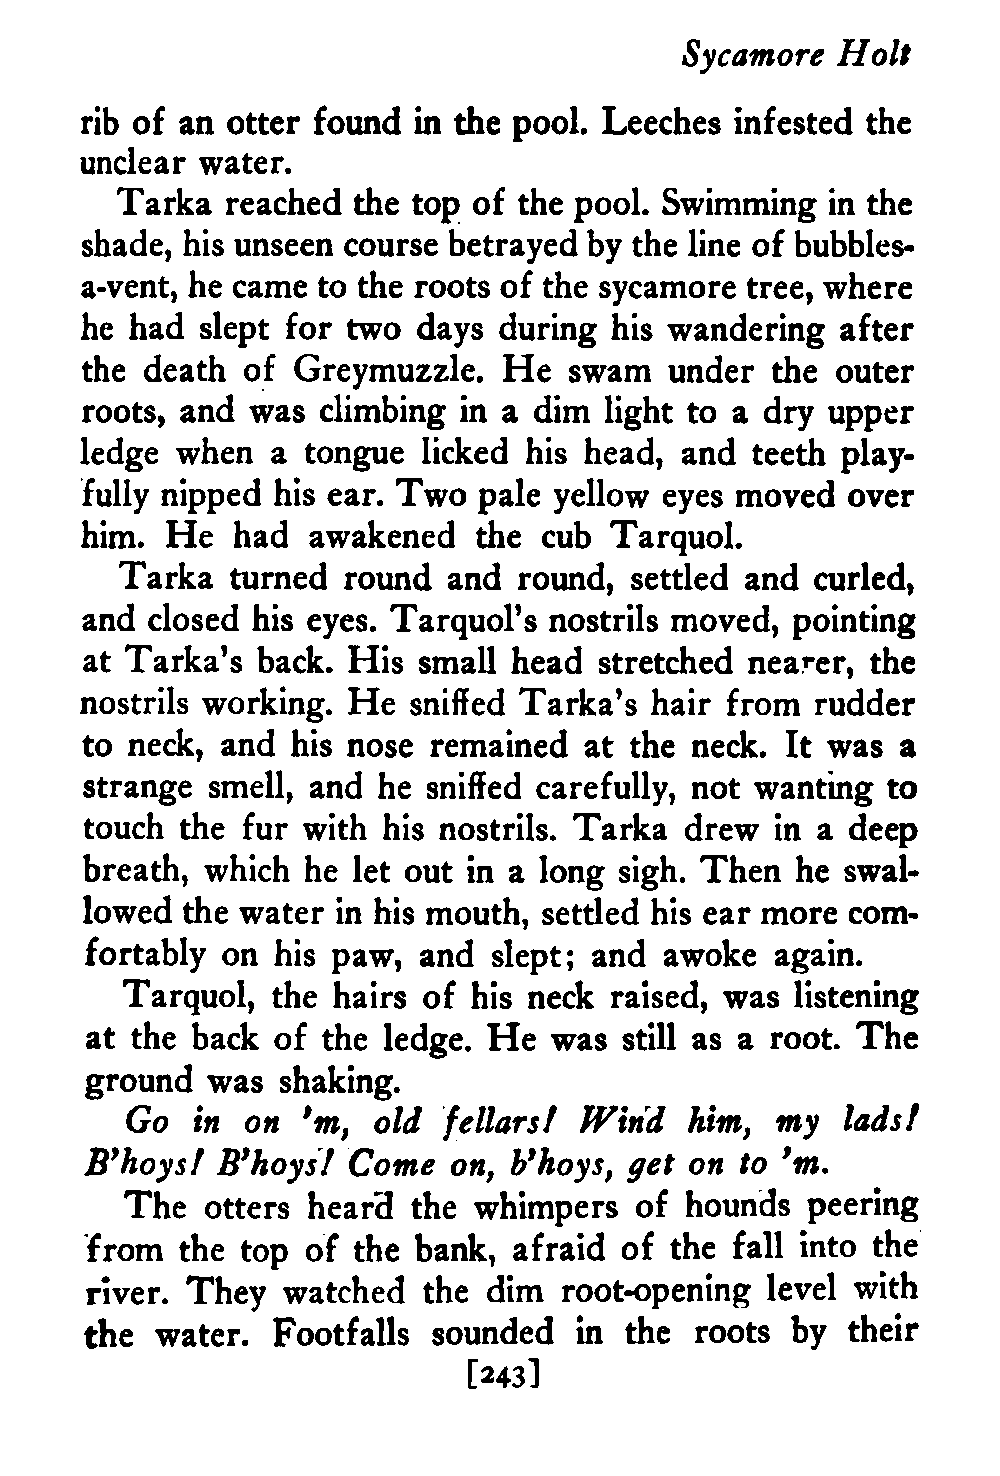 Sycamore Holt
rib of an otter found in the pool. Leeches infested the
unclear water.
Tarka reached the top of the pool. Swimming in the
shade, his unseen course betrayed by the line of bubbles-
a-vent, he came to the roots of the sycamore tree, where
he had slept for two days during his wandering after
the death of Greymuzzle. He swam under the outer
roots, and was climbing in a dim light to a dry upper
ledge when a tongue licked his head, and teeth play-
fully nipped his ear. Two pale yellow eyes moved over
him. He had awakened the cub Tarquol.
Tarka turned round and round, settled and curled,
and closed his eyes. Tarquol's nostrils moved, pointing
at Tarka's back. His small head stretched nearer, the
nostrils working. He sniffed Tarka's hair from rudder
to neck, and his nose remained at the neck. It was a
strange smell, and he sniffed carefully, not wanting to
touch the fur with his nostrils. Tarka drew in a deep
breath, which he let out in a long sigh. Then he swal-
lowed the water in his mouth, settled his ear more com-
fortably on his paw, and slept; and awoke again.
Tarquol, the hairs of his neck raised, was listening
at the back of the ledge. He was still as a root. The
ground was shaking.
Go in on 'm, old fellars! Wind him, my lads!
B'hoys! B'hoys! Come on, b'hoys, get on to 'm.
The otters heard the whimpers of hounds peering
from the top of the bank, afraid of the fall into the
river. They watched the dim root-opening level with
the water. Footfalls sounded in the roots by their
[243]